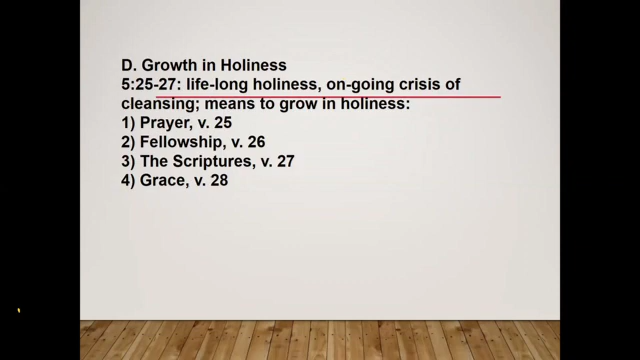 D. Growth in Holiness
5:25-27: life-long holiness, on-going crisis of
cleansing; means to grow in holiness:
1) Prayer, v. 25
2) Fellowship, v. 26
3) The Scriptures, v. 27
4) Grace, v. 28